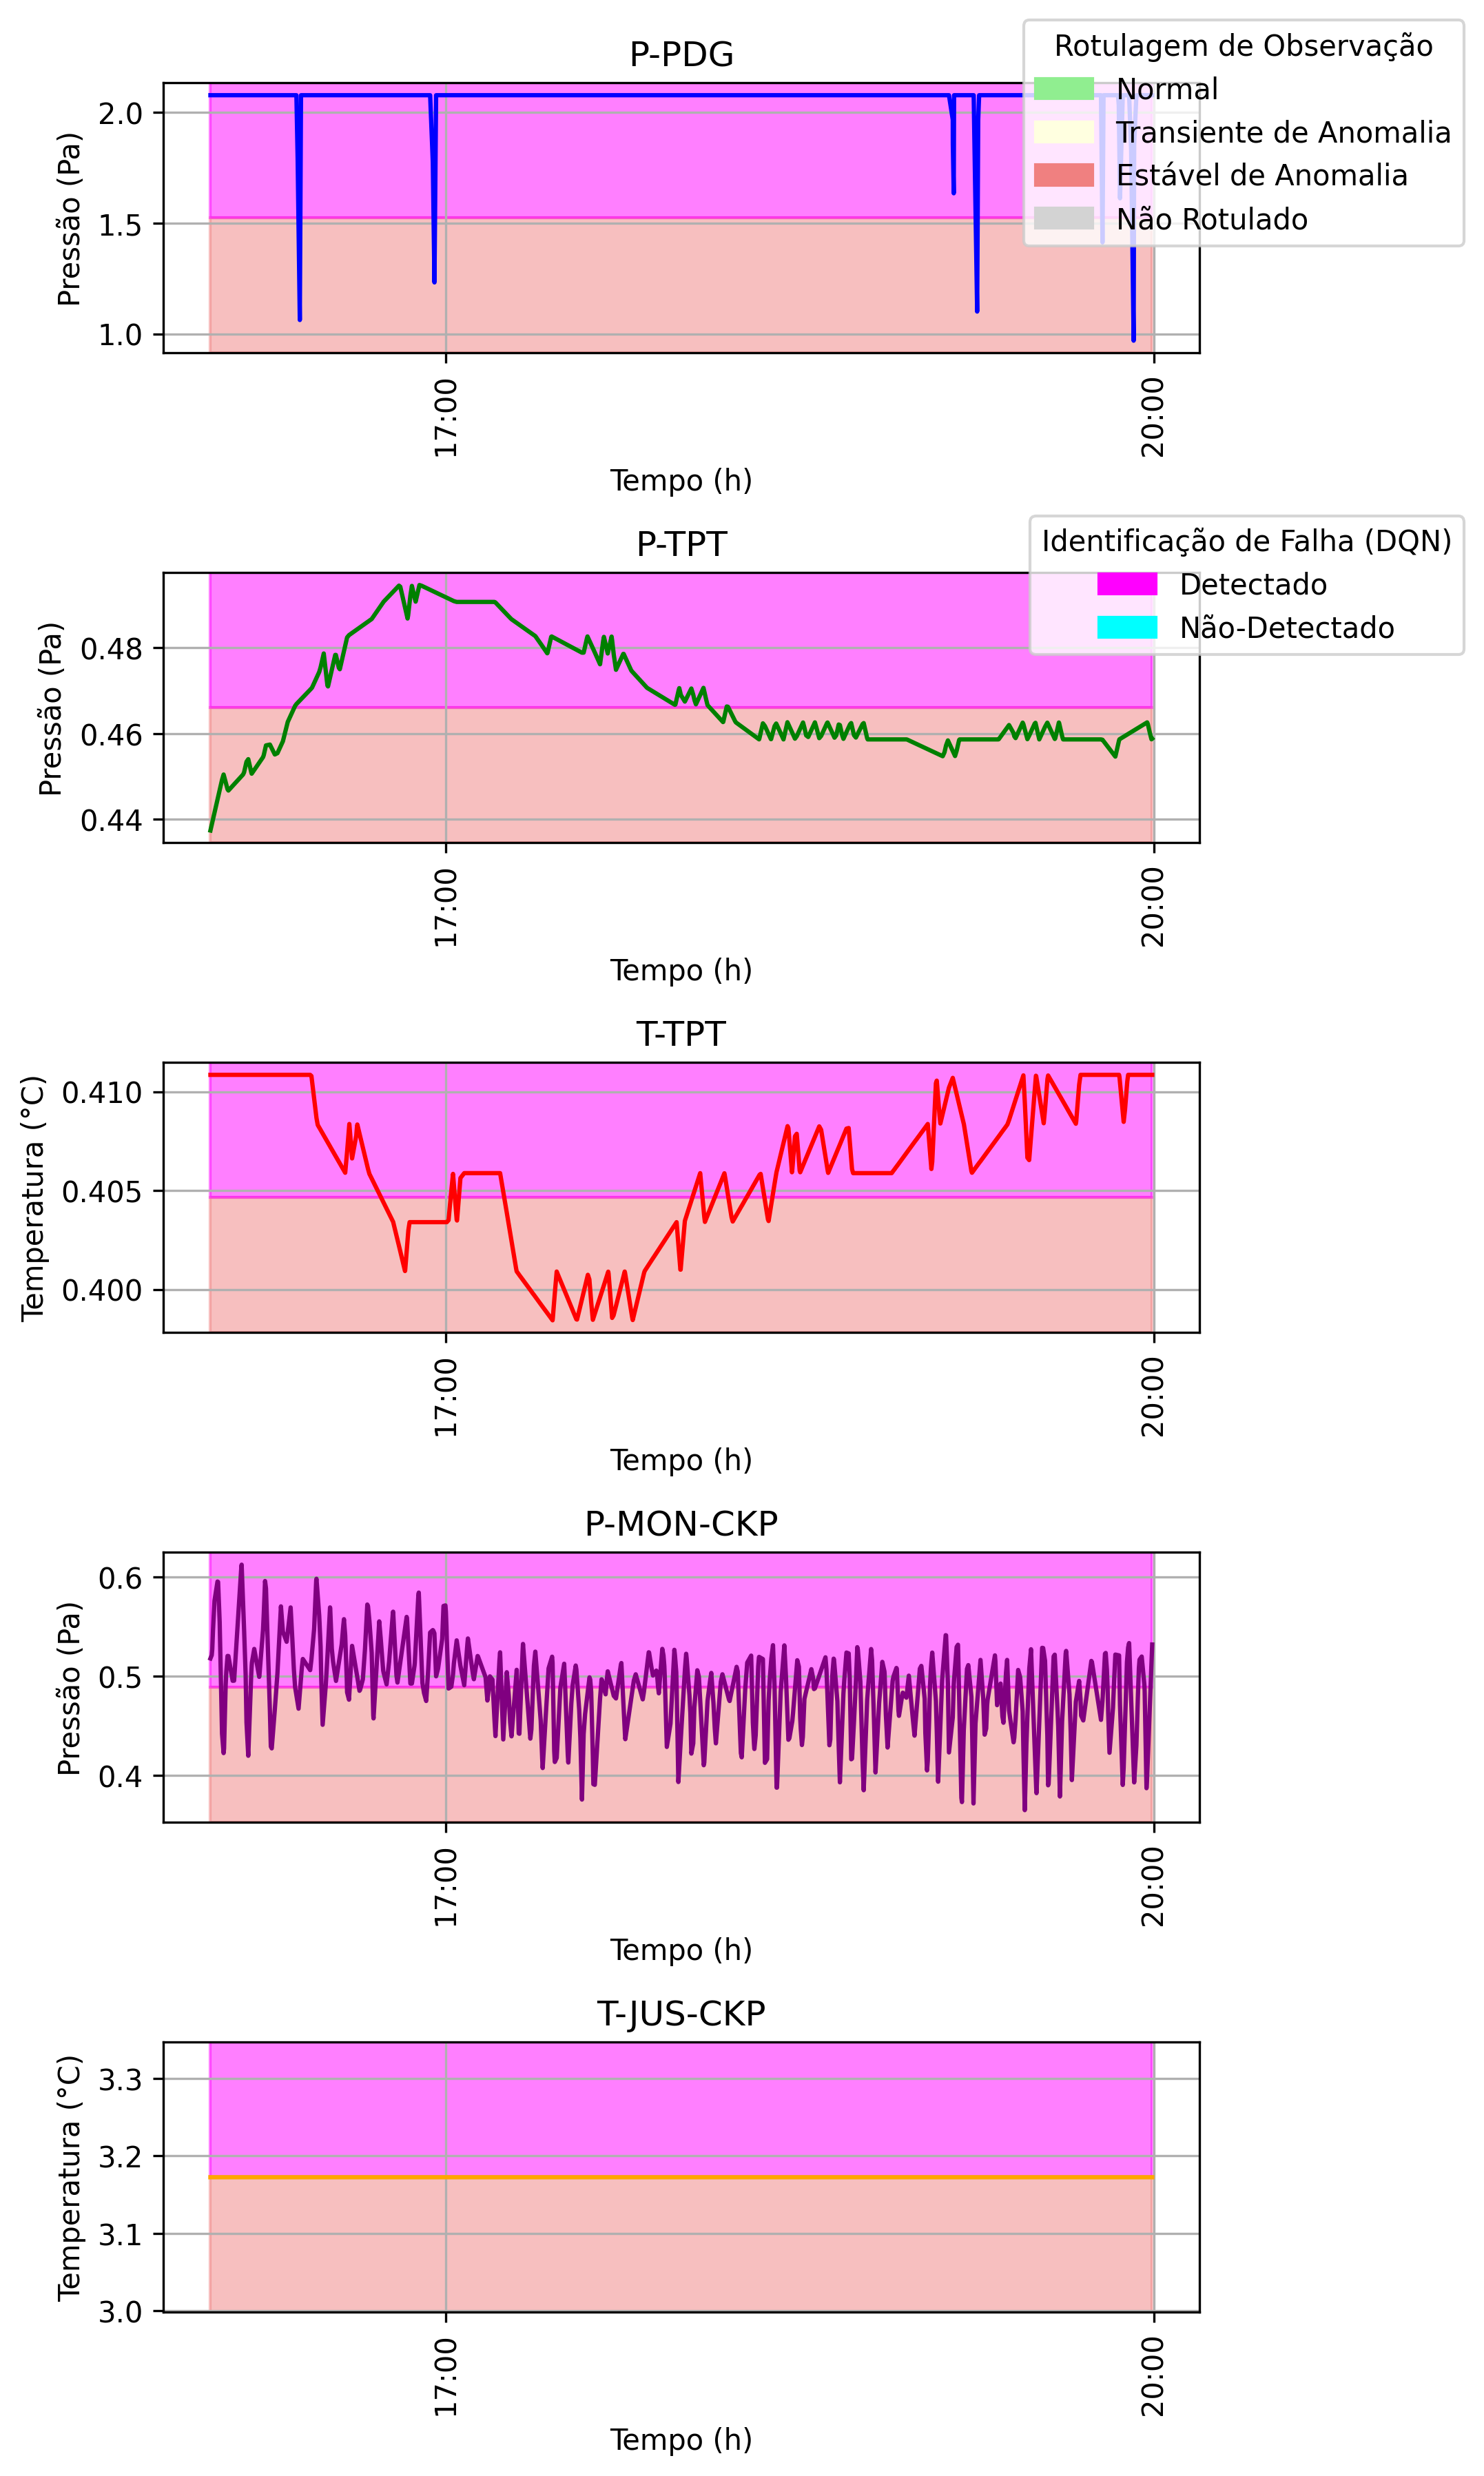 P-PDG
Rotulagem de Observação
Normal
Transiente de Anomalia
Estável de Anomalia
Não Rotulado
Pressão (Pa)
2.0
1.5
1.0
17:00
20:00
Tempo (h)
P-TPT
Identificação de Falha (DQN)
Detectado
Não-Detectado
Pressão (Pa)
0.48
0.46
0.44
17:00
20:00
Tempo (h)
T-TPT
Temperatura (°C)
0.410
0.405
0.400
17:00
20:00
Tempo (h)
P-MON-CKP
Pressão (Pa)
0.6
0.5
0.4
17:00
20:00
Tempo (h)
T-JUS-CKP
Temperatura (°C)
3.3
3.2
3.1
3.0
17:00
20:00
Tempo (h)